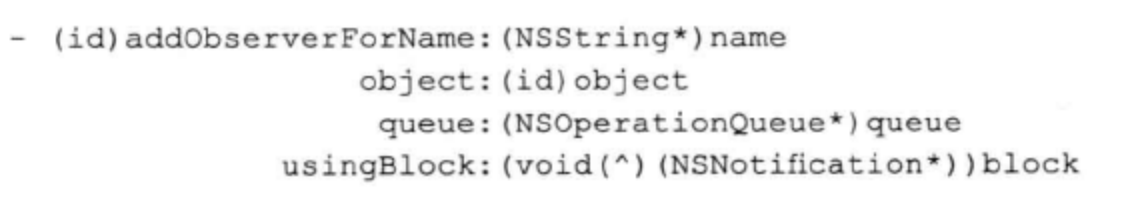 - (id)addObserverForName:(NSString*)name
object:(id)object
queue:(NSOperationQueue*)queue
usingBlock:(void(^)(NSNotification*))block